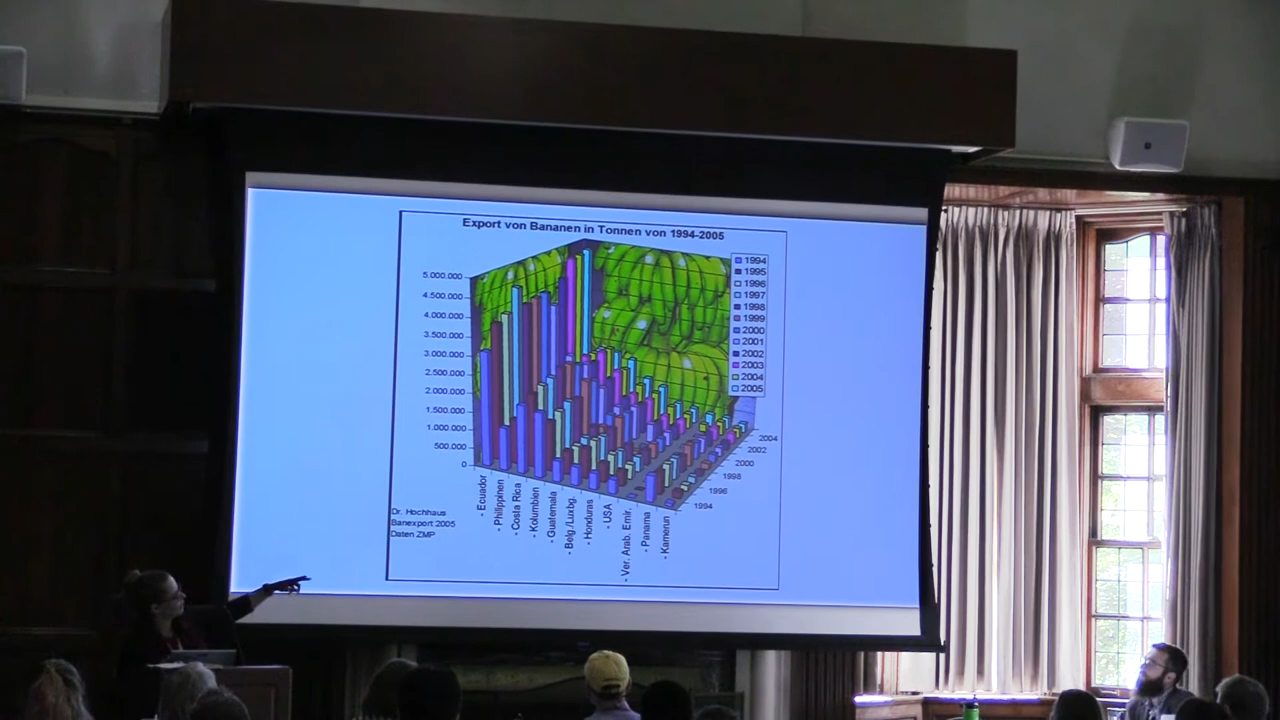 Export von Bananen in Tonnen von 1994-2005
5.000.000
4.500.000
4.000.000
3.500.000
3.000.000
2.500.000
2.000.000
1.500.000
1.000.000
500.000
0
1994
1995
1996
1997
1998
1999
2000
2001
2002
2003
2004
2005
2004
2002
2000
1998
1996
1994
- Ecuador
- Philippinen
- Costa Rica
- Kolumbien
- Guatemala
- Belg./Luxbg.
- Honduras
- USA
- Ver. Arab. Emir.
- Panama
- Kamerun
Dr. Hochhaus
Banexport 2005
Daten ZMP